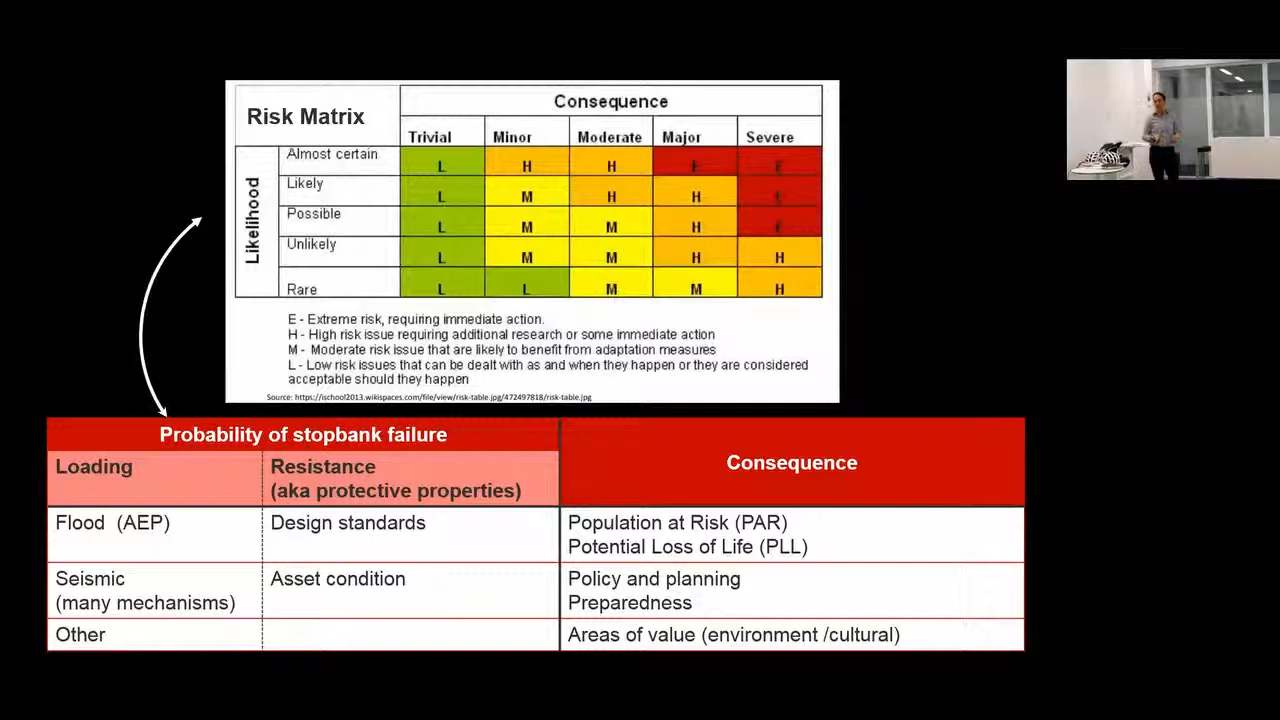 Risk Matrix
Consequence
Trivial Minor Moderate Major Severe
Likelihood
Almost certain L H H E E
Likely L M H H E
Possible L M M H E
Unlikely L M M H H
Rare L L M M H
E - Extreme risk, requiring immediate action.
H - High risk issue requiring additional research or some immediate action
M - Moderate risk issue that are likely to benefit from adaptation measures
L - Low risk issues that can be dealt with as and when they happen or they are considered
acceptable should they happen
Source: https://ischool2013.wikispaces.com/file/view/risk-table.jpg/472497818/risk-table.jpg
Probability of stopbank failure
Consequence
Loading
Resistance
(aka protective properties)
Flood (AEP)
Design standards
Population at Risk (PAR)
Potential Loss of Life (PLL)
Seismic
(many mechanisms)
Asset condition
Policy and planning
Preparedness
Other
Areas of value (environment /cultural)